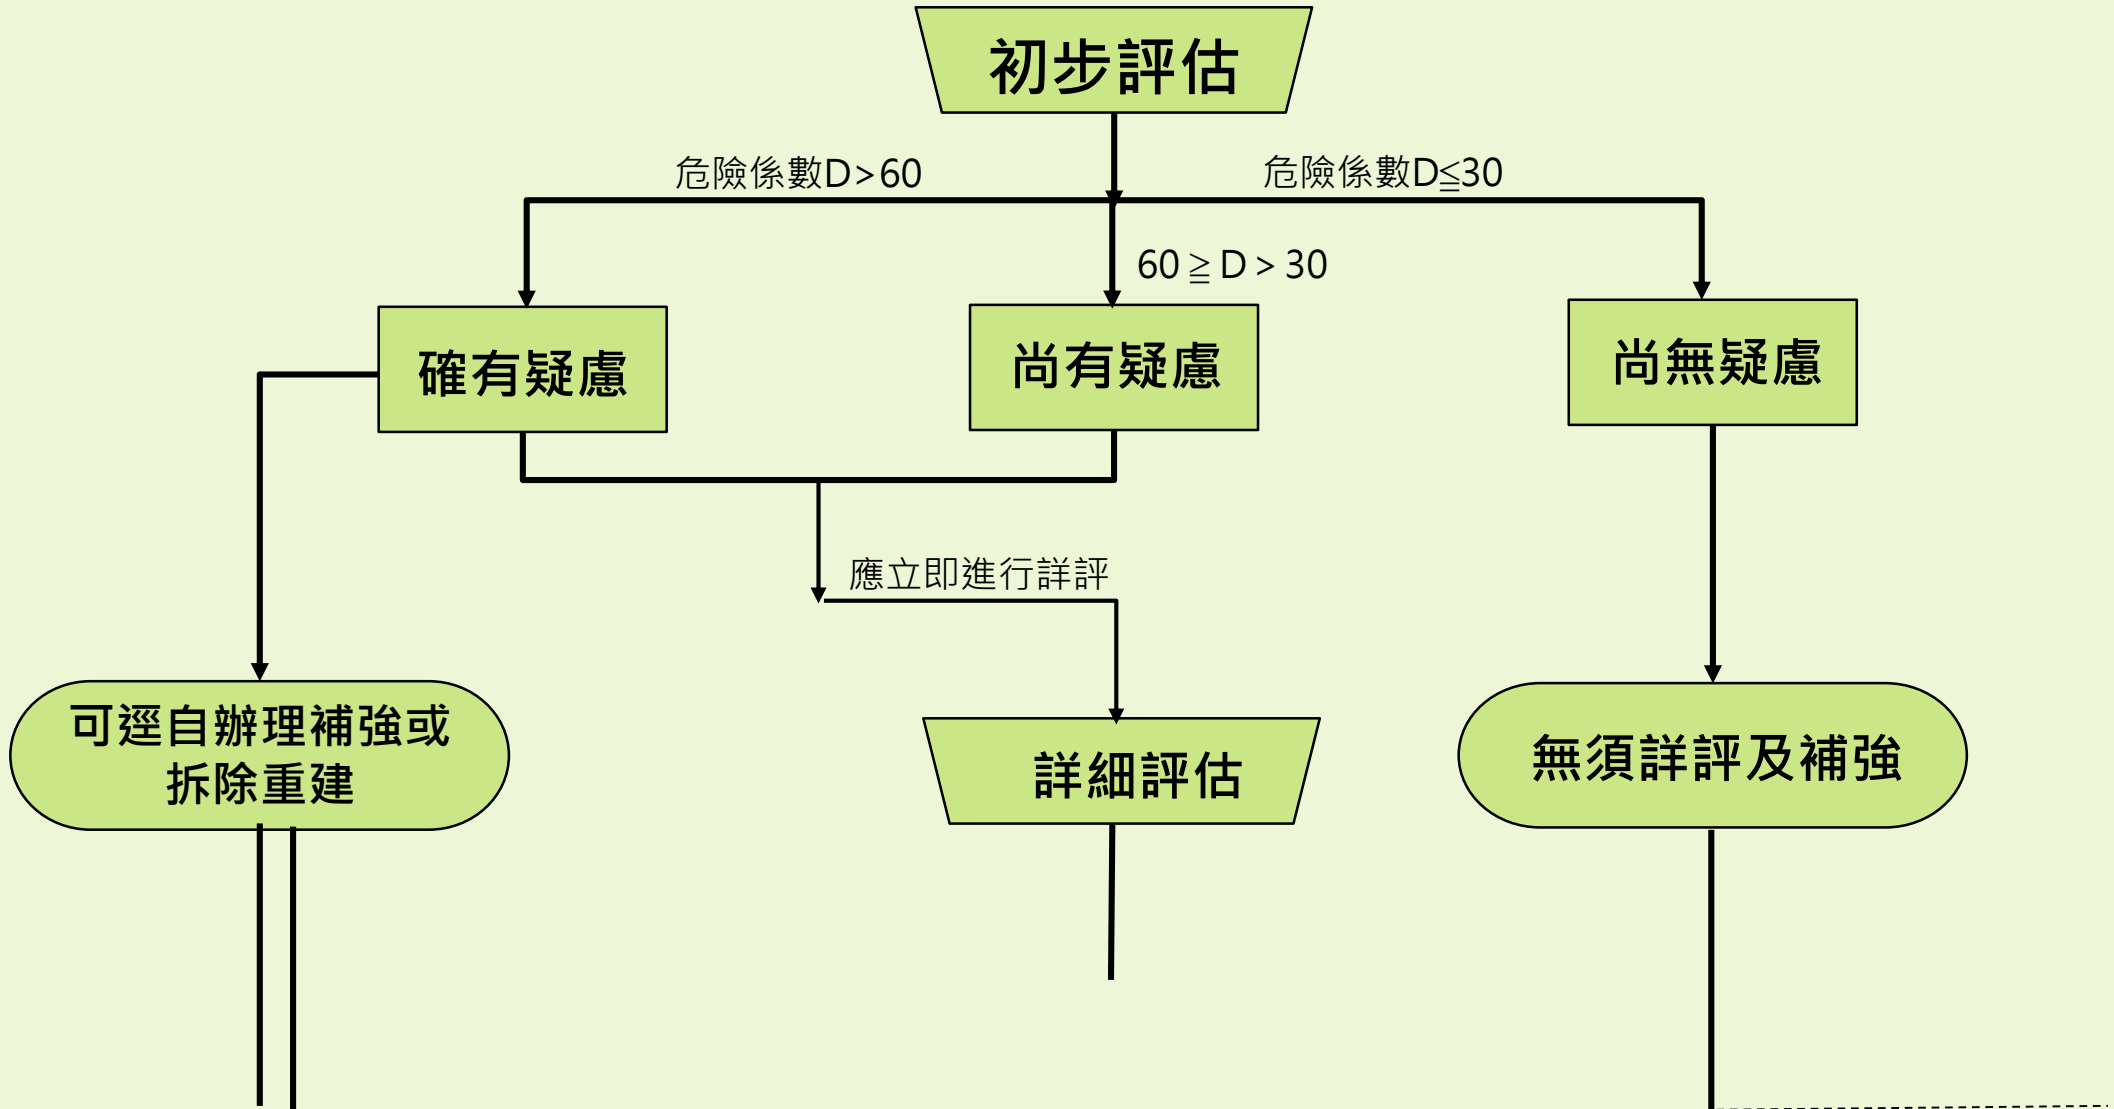 初步評估
危險係數D>60
危險係數D≦30
60 ≧ D > 30
確有疑慮
尚有疑慮
尚無疑慮
應立即進行詳評
可逕自辦理補強或
拆除重建
詳細評估
無須詳評及補強